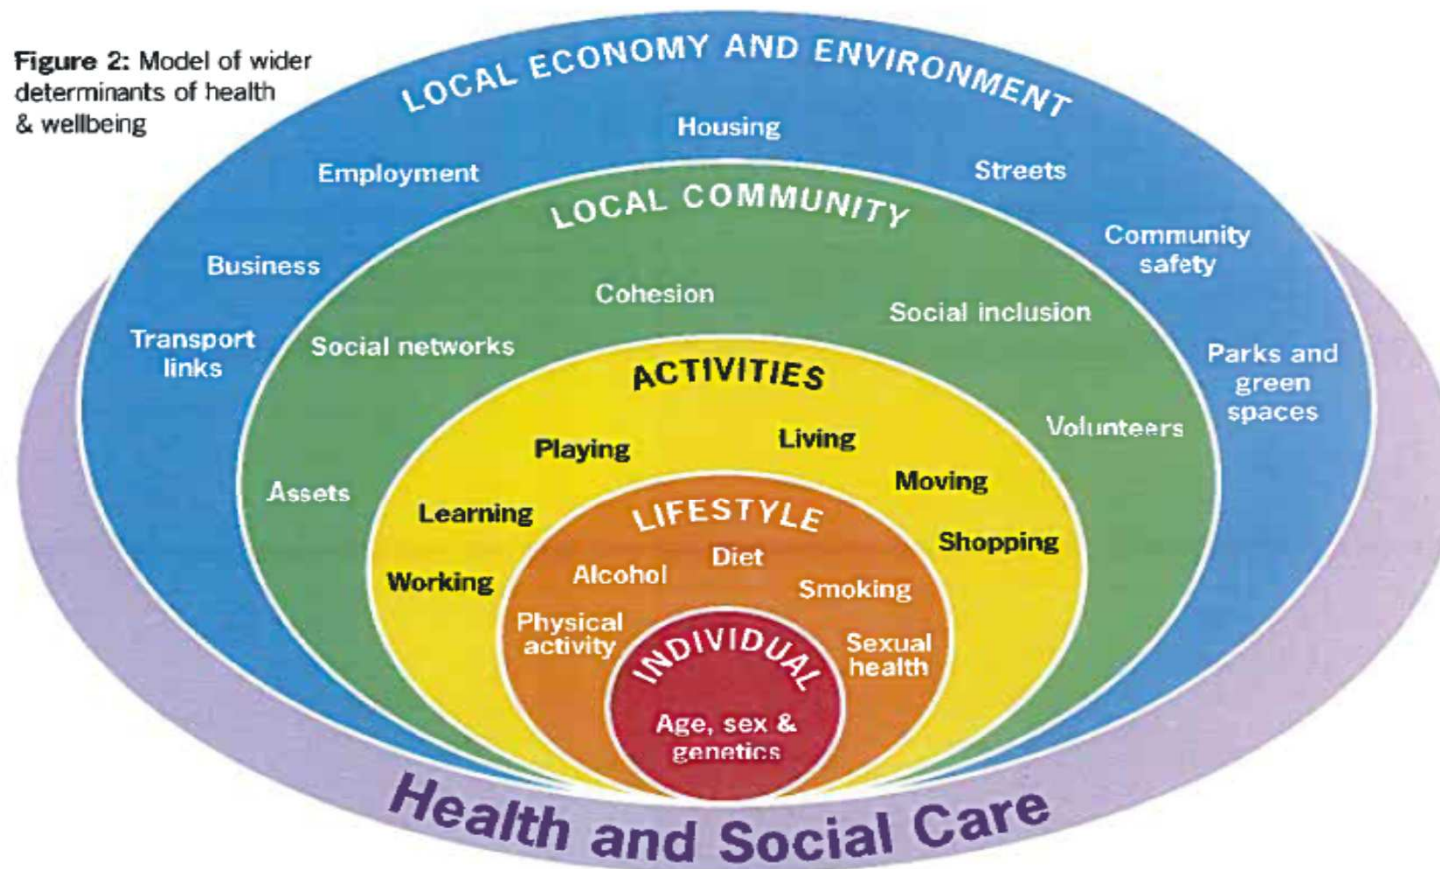 Figure 2: Model of wider
determinants of health
& wellbeing
LOCAL ECONOMY AND ENVIRONMENT
Housing
Employment
Streets
Business
Community
safety
Transport
links
Parks and
green
spaces
LOCAL COMMUNITY
Cohesion
Social inclusion
Social networks
Volunteers
Assets
ACTIVITIES
Living
Playing
Moving
Learning
Shopping
Working
LIFESTYLE
Diet
Alcohol
Smoking
Physical
activity
Sexual
health
INDIVIDUAL
Age, sex &
genetics
Health and Social Care